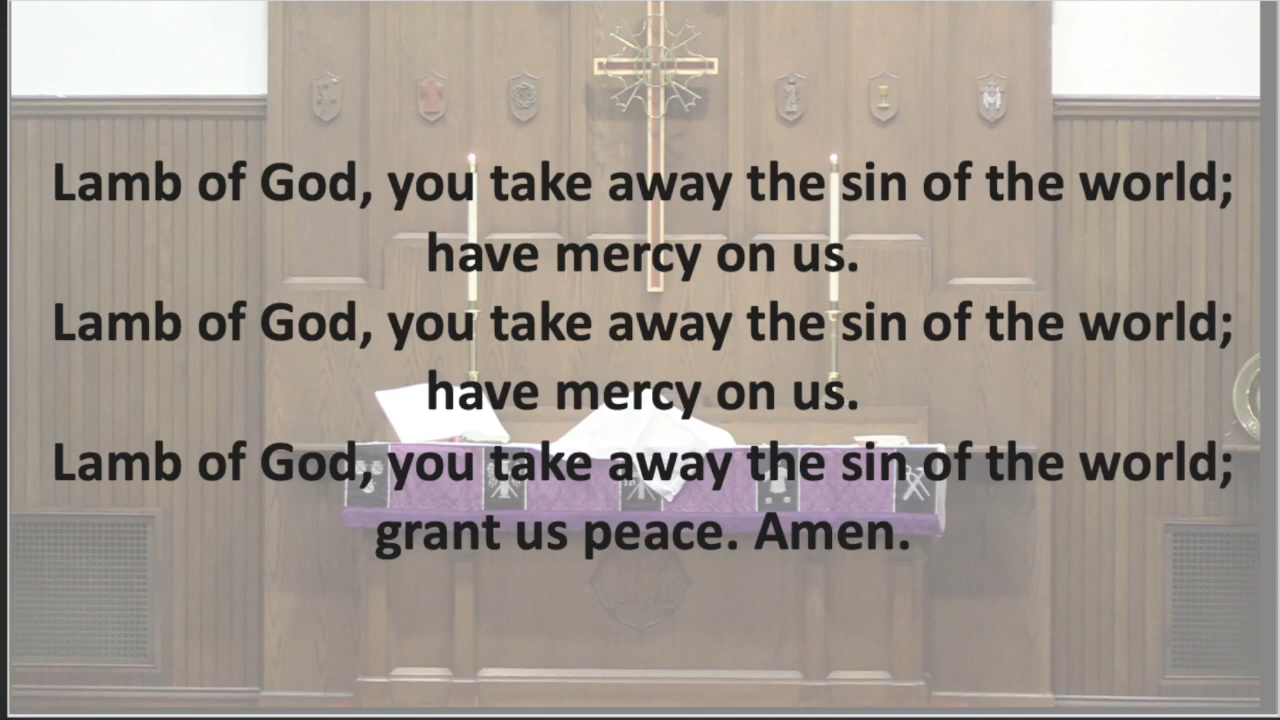 Lamb of God, you take away the sin of the world;
have mercy on us.
Lamb of God, you take away the sin of the world;
have mercy on us.
Lamb of God, you take away the sin of the world;
grant us peace. Amen.